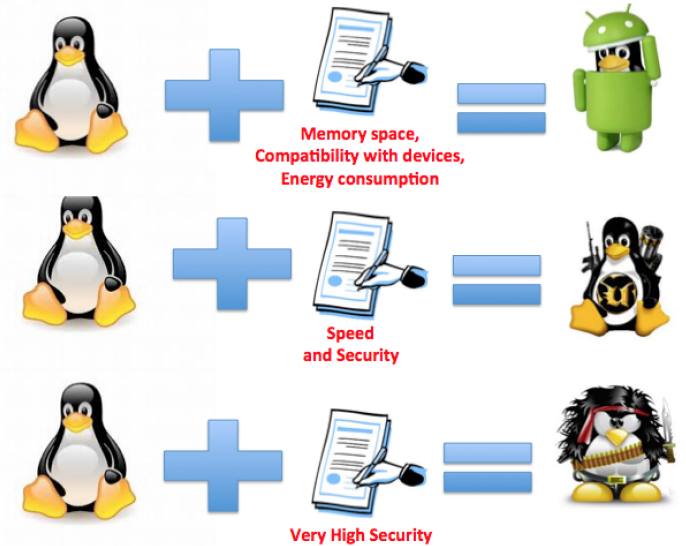 Memory space,
Compatibility with devices,
Energy consumption
Speed
and Security
Very High Security